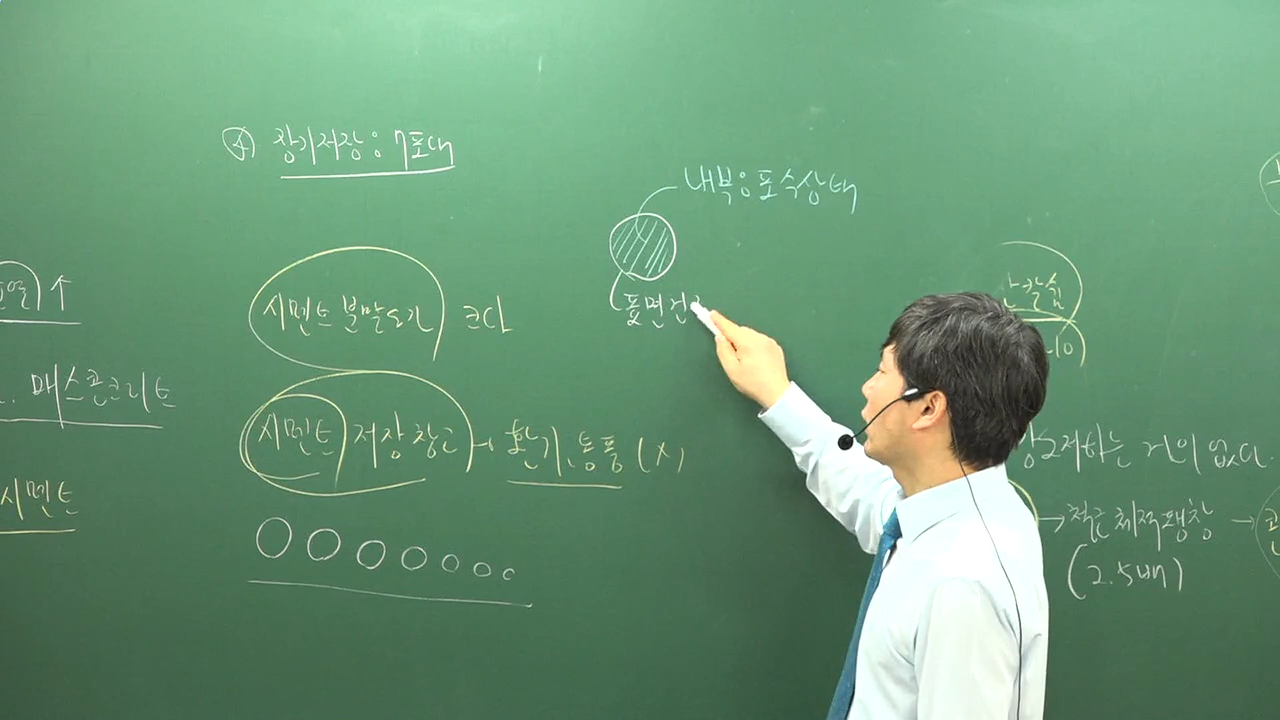 ④ 장기저장 : 7포대
시멘트 분말도가 크다
시멘트 저장창고 → 환기, 통풍 (X)
내부 : 포수상태
표면건
열 ↑
매스콘크리트
시멘트
하는 것이 없다.
→ 철근 체적팽창 →
(2.5배)